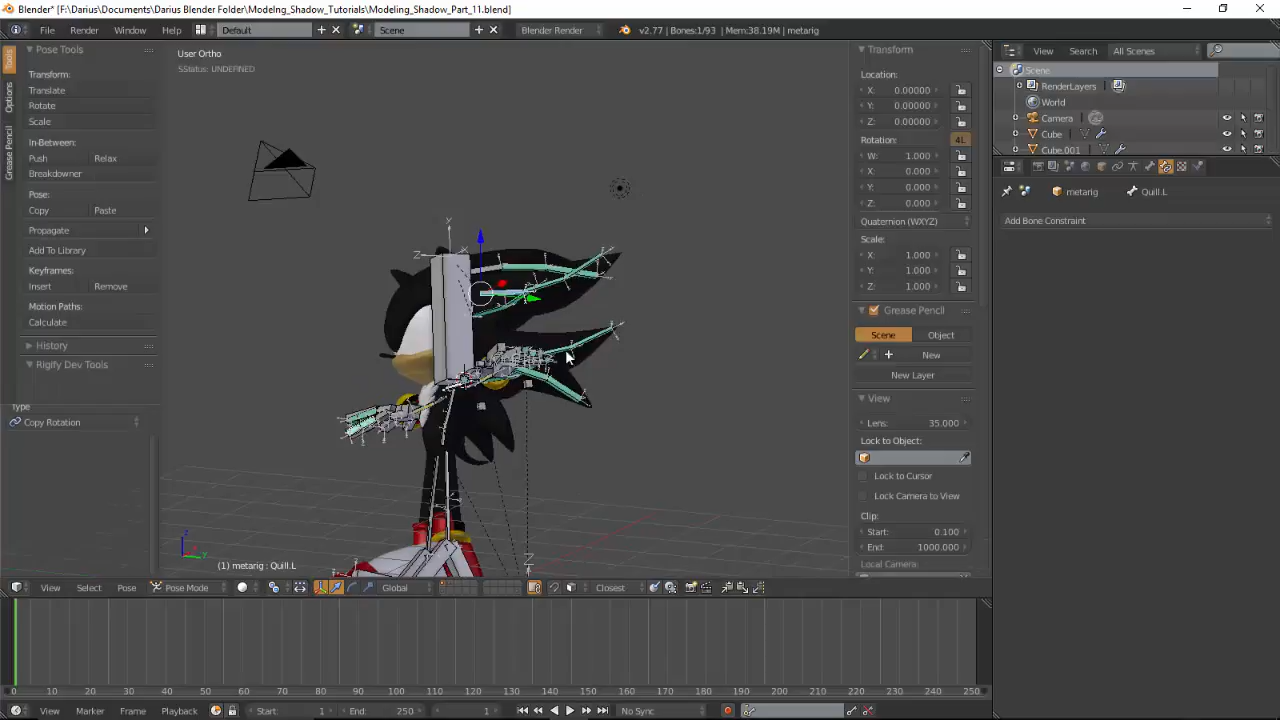 Blender* [F:\Darius\Documents\Darius Blender Folder\Modelng_Shadow_Tutorials\Modeling_Shadow_Part_11.blend]
File Render Window Help Default Scene Blender Render v2.77 | Bones:1/93 | Mem:38.19M | metarig
View Search All Scenes
Pose Tools
Transform:
Translate
Rotate
Scale
In-Between:
Push Relax
Breakdowner
Pose:
Copy Paste
Propagate
Add To Library
Keyframes:
Insert Remove
Motion Paths:
Calculate
History
Rigify Dev Tools
Type
Copy Rotation
Tools
Options
Grease Pencil
User Ortho
SStatus: UNDEFINED
Y
Z
X
Z
Z
Y
(1) metarig : Quill.L
Transform
Location:
X: 0.00000
Y: 0.00000
Z: 0.00000
Rotation: 4L
W: 1.000
X: 0.000
Y: 0.000
Z: 0.000
Quaternion (WXYZ)
Scale:
X: 1.000
Y: 1.000
Z: 1.000
Grease Pencil
Scene Object
New
New Layer
View
Lens: 35.000
Lock to Object:
Lock to Cursor
Lock Camera to View
Clip:
Start: 0.100
End: 1000.000
Local Camera:
Scene
RenderLayers
World
Camera
Cube
Cube.001
metarig Quill.L
Add Bone Constraint
View Select Pose Pose Mode Global Closest
0 10 20 30 40 50 60 70 80 90 100 110 120 130 140 150 160 170 180 190 200 210 220 230 240 250
View Marker Frame Playback Start: 1 End: 250 1 No Sync